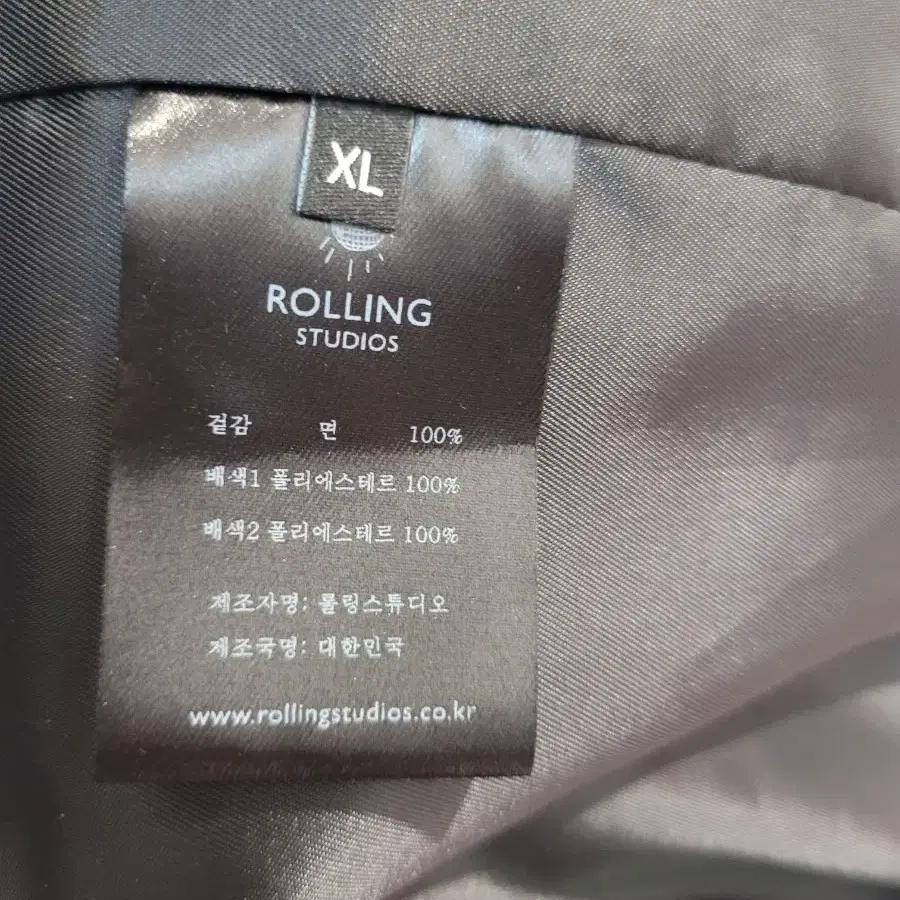 XL
ROLLING
STUDIOS
겉감 면 100%
배색1 폴리에스테르 100%
배색2 폴리에스테르 100%
제조자명: 롤링스튜디오
제조국명: 대한민국
www.rollingstudios.co.kr